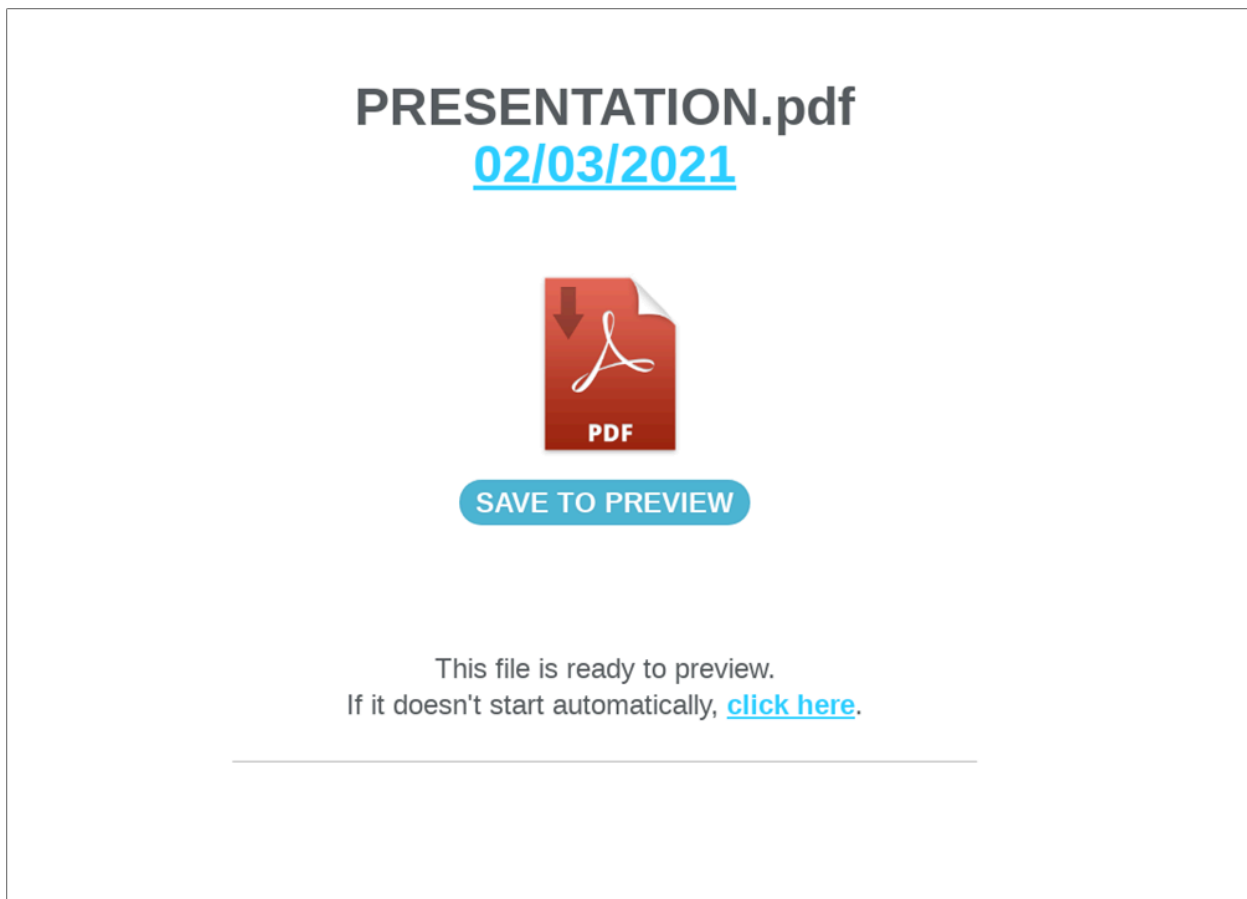 PRESENTATION.pdf
02/03/2021
PDF
SAVE TO PREVIEW
This file is ready to preview.
If it doesn't start automatically, click here.